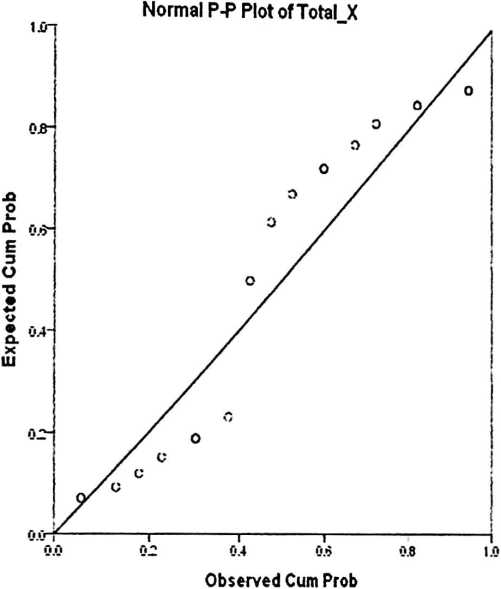 Normal P-P Plot of Total_X
1.0
0.8
0.6
0.4
0.2
0.0
Expected Cum Prob
0.0 0.2 0.4 0.6 0.8 1.0
Observed Cum Prob